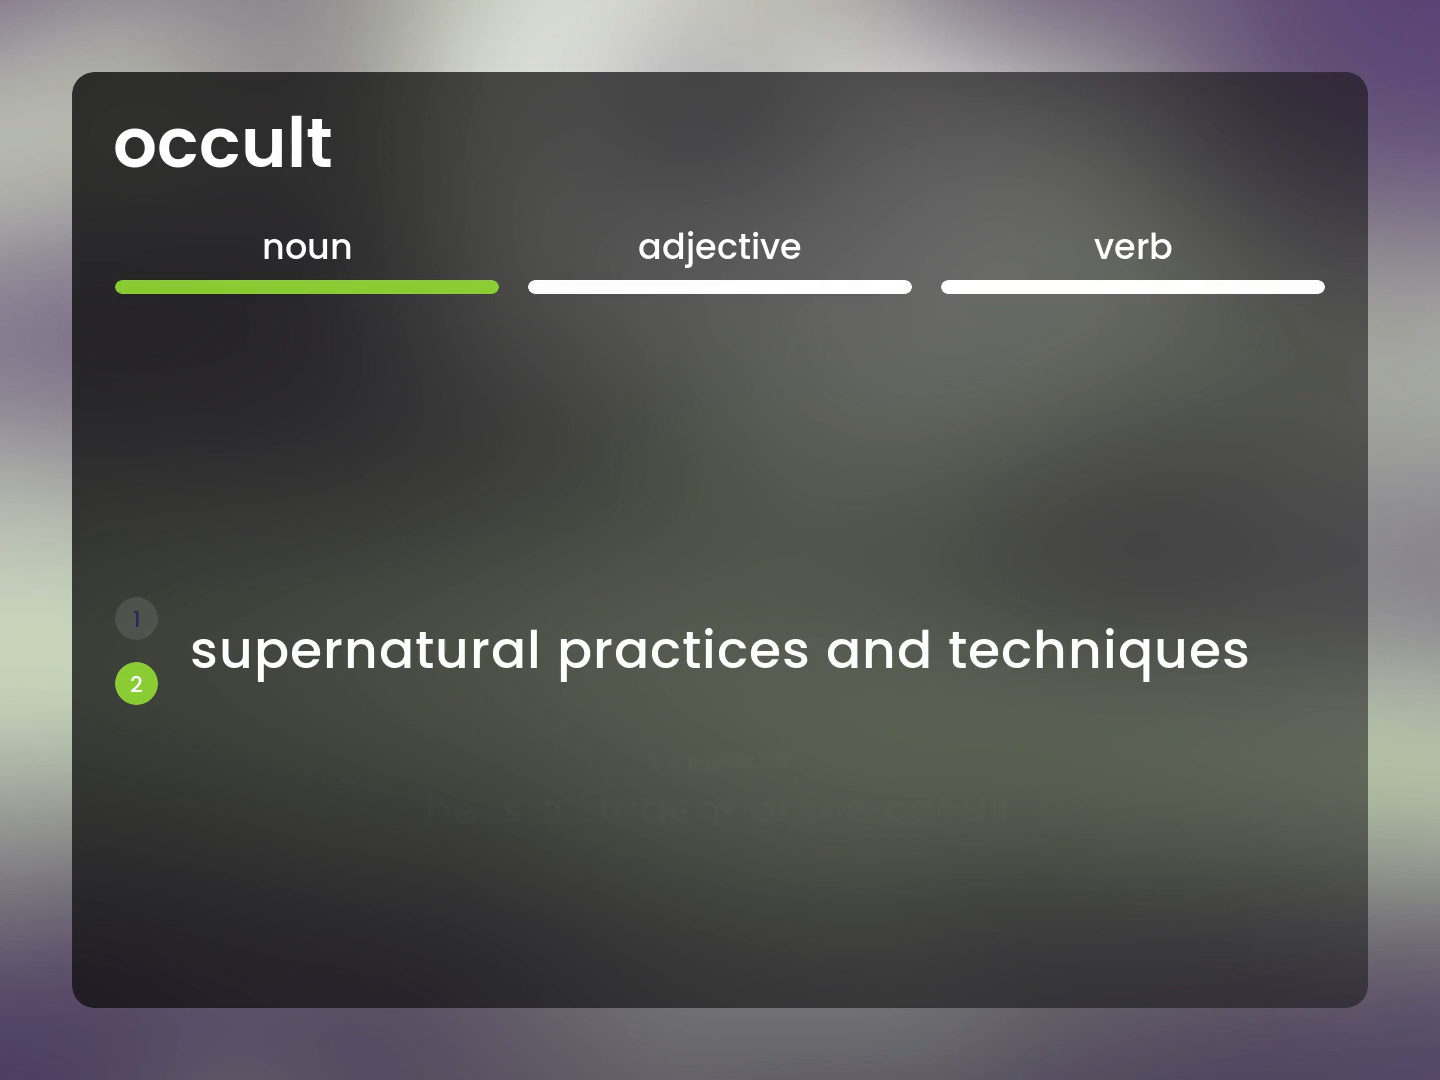 occult
noun
adjective
verb
1
2
supernatural practices and techniques